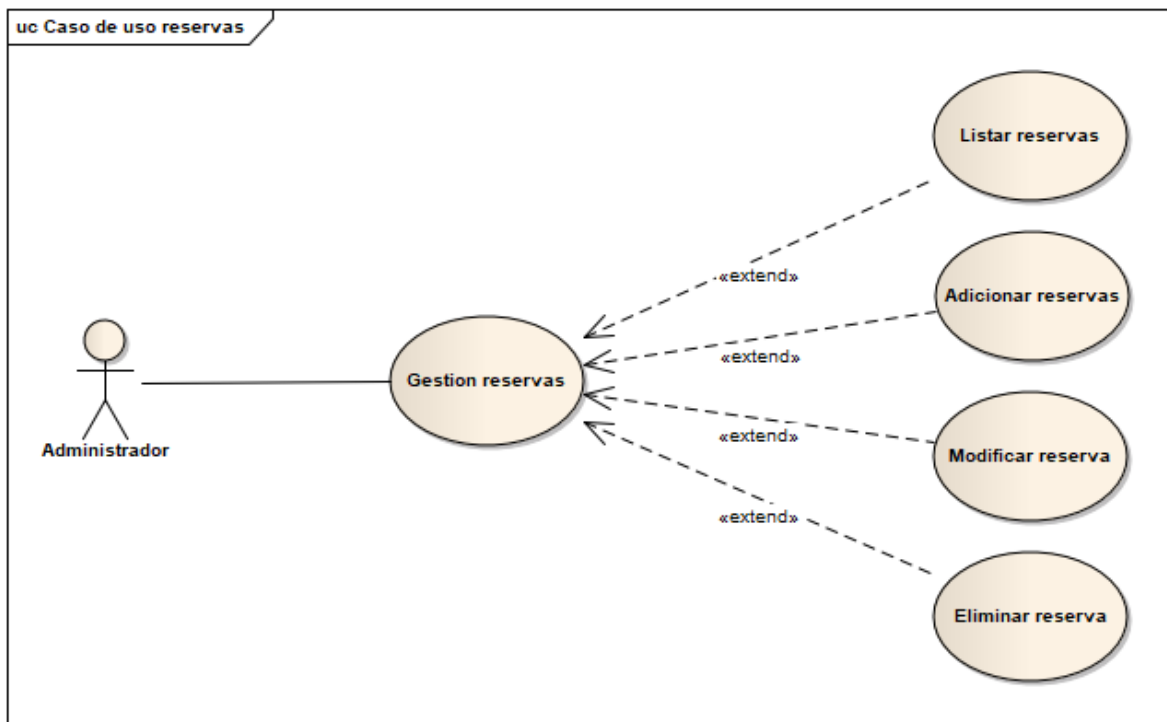 uc Caso de uso reservas
Listar reservas
«extend»
Adicionar reservas
«extend»
Gestion reservas
Administrador
«extend»
Modificar reserva
«extend»
Eliminar reserva